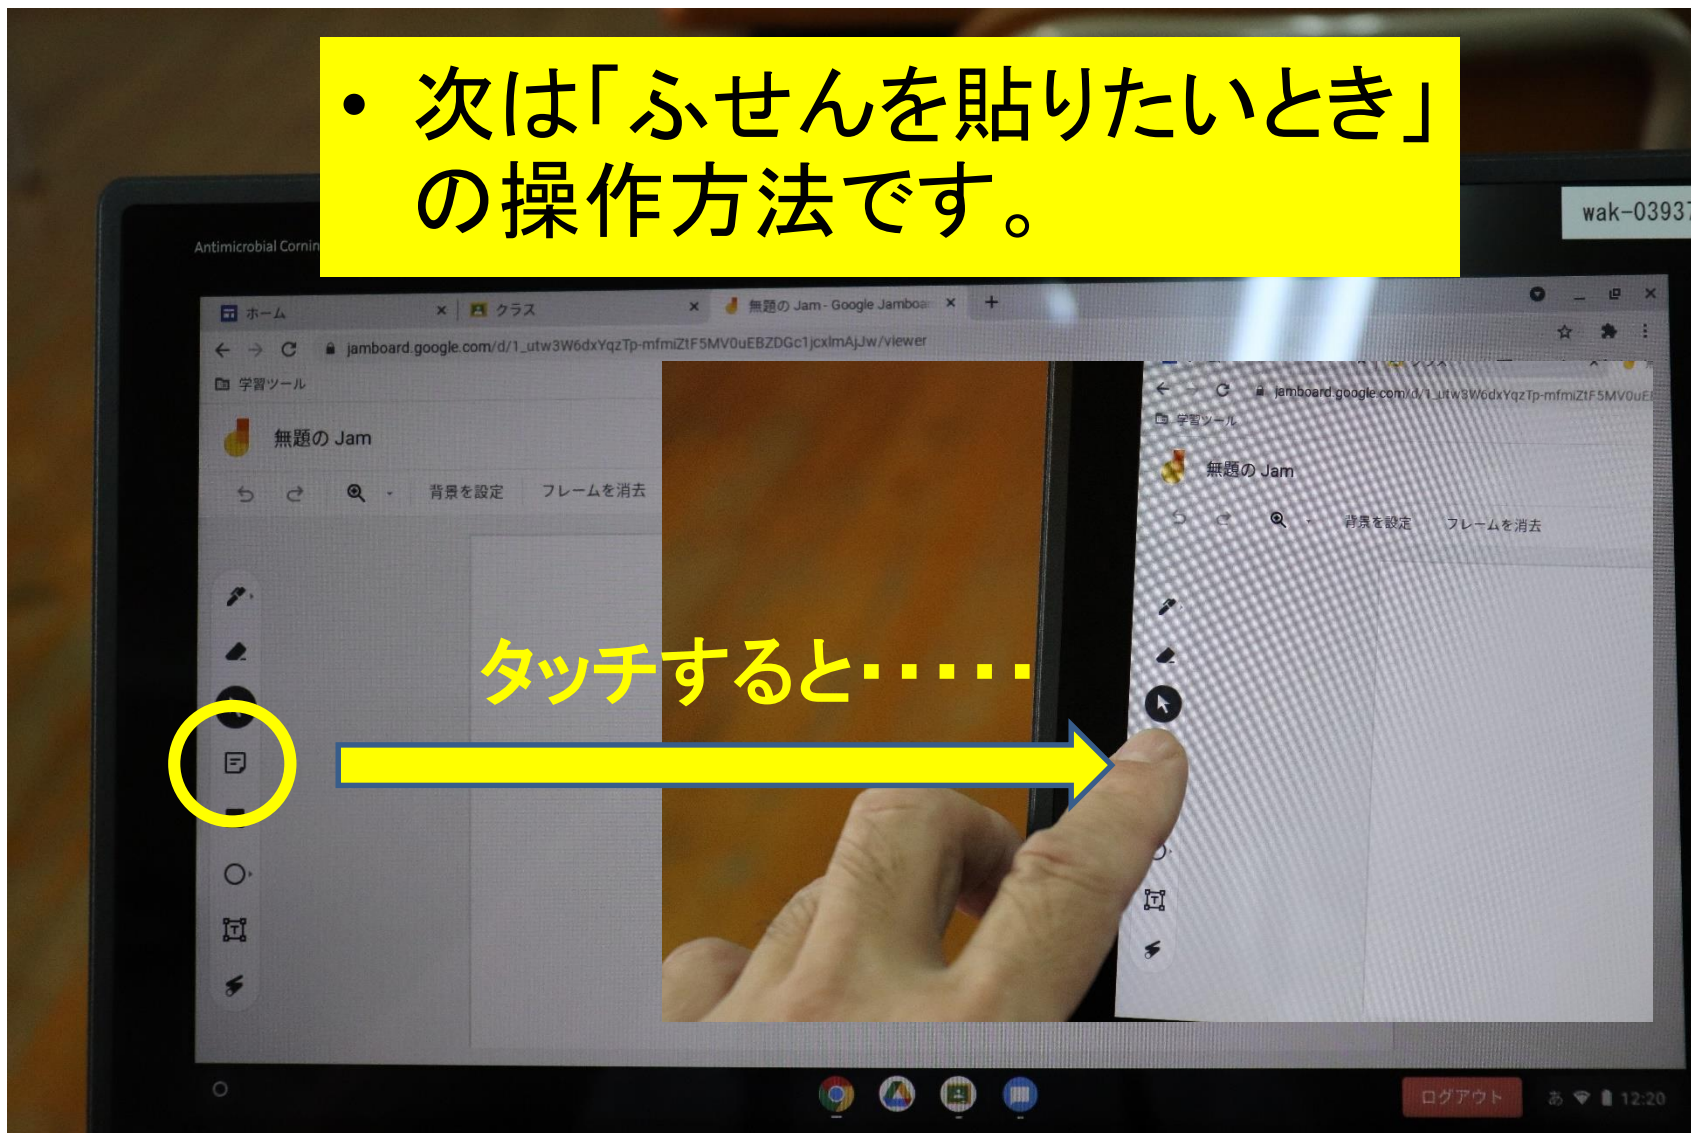 • 次は「ふせんを貼りたいとき」
の操作方法です。
wak-03937
Antimicrobial Cornin
ホーム
クラス
無題の Jam - Google Jamboar
jamboard.google.com/d/1_utw3W6dxYqzTp-mfmiZtF5MV0uEBZDGc1jcxlmAjJw/viewer
学習ツール
無題の Jam
背景を設定 フレームを消去
jamboard.google.com/d/1_utw3W6dxYqzTp-mfmiZtF5MV0uEI
学習ツール
無題の Jam
背景を設定 フレームを消去
タッチすると・・・・・
ログアウト
あ
12:20